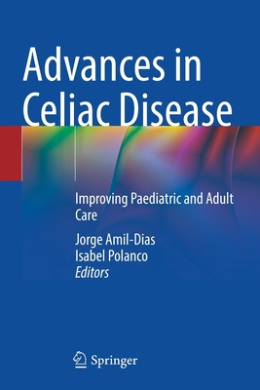 Advances in
Celiac Disease
Improving Paediatric and Adult
Care
Jorge Amil-Dias
Isabel Polanco
Editors
Springer